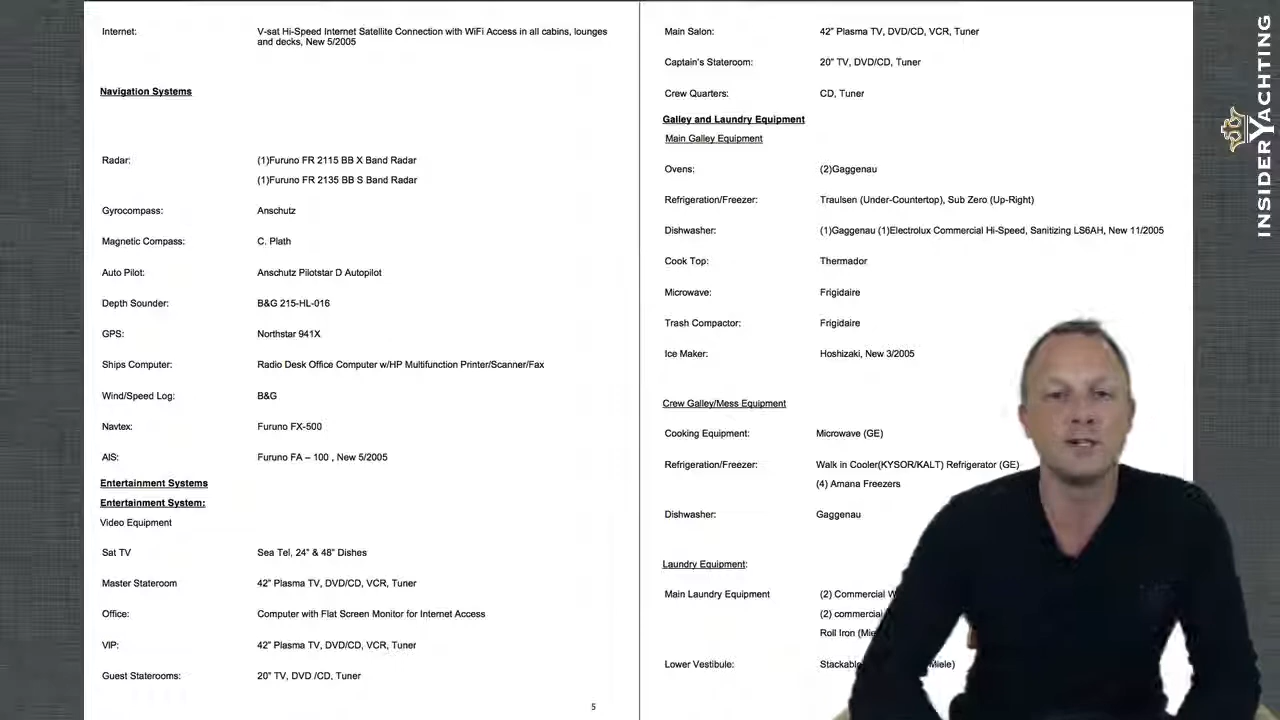 Internet: V-sat Hi-Speed Internet Satellite Connection with WiFi Access in all cabins, lounges
and decks, New 5/2005
Navigation Systems
Radar: (1)Furuno FR 2115 BB X Band Radar
(1)Furuno FR 2135 BB S Band Radar
Gyrocompass: Anschutz
Magnetic Compass: C. Plath
Auto Pilot: Anschutz Pilotstar D Autopilot
Depth Sounder: B&G 215-HL-016
GPS: Northstar 941X
Ships Computer: Radio Desk Office Computer w/HP Multifunction Printer/Scanner/Fax
Wind/Speed Log: B&G
Navtex: Furuno FX-500
AIS: Furuno FA – 100 , New 5/2005
Entertainment Systems
Entertainment System:
Video Equipment
Sat TV Sea Tel, 24" & 48" Dishes
Master Stateroom 42" Plasma TV, DVD/CD, VCR, Tuner
Office: Computer with Flat Screen Monitor for Internet Access
VIP: 42" Plasma TV, DVD/CD, VCR, Tuner
Guest Staterooms: 20" TV, DVD /CD, Tuner
5
Main Salon: 42" Plasma TV, DVD/CD, VCR, Tuner
Captain's Stateroom: 20" TV, DVD/CD, Tuner
Crew Quarters: CD, Tuner
Galley and Laundry Equipment
Main Galley Equipment
Ovens: (2)Gaggenau
Refrigeration/Freezer: Traulsen (Under-Countertop), Sub Zero (Up-Right)
Dishwasher: (1)Gaggenau (1)Electrolux Commercial Hi-Speed, Sanitizing LS6AH, New 11/2005
Cook Top: Thermador
Microwave: Frigidaire
Trash Compactor: Frigidaire
Ice Maker: Hoshizaki, New 3/2005
Crew Galley/Mess Equipment
Cooking Equipment: Microwave (GE)
Refrigeration/Freezer: Walk in Cooler(KYSOR/KALT) Refrigerator (GE)
(4) Amana Freezers
Dishwasher: Gaggenau
Laundry Equipment:
Main Laundry Equipment (2) Commercial
(2) commercial
Roll Iron
Lower Vestibule: Miele)
INSIDER YACHTING